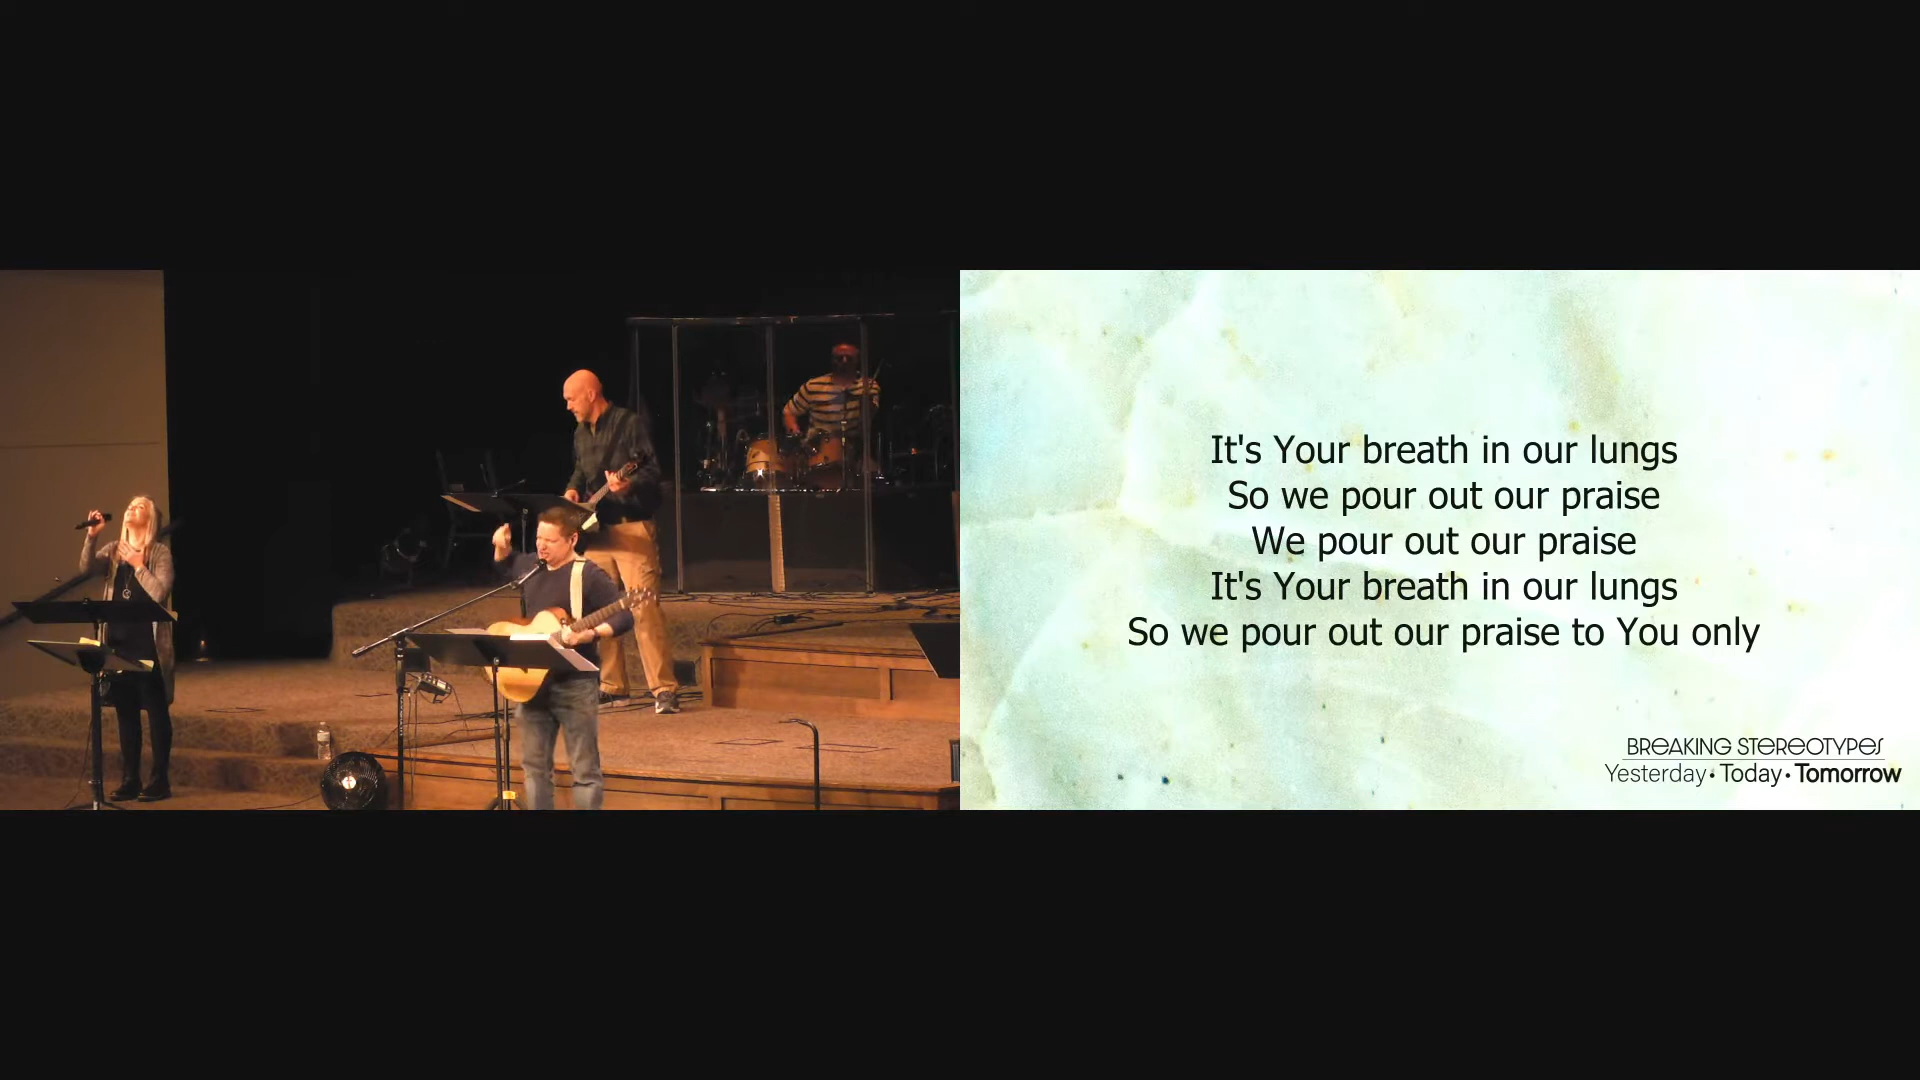 It's Your breath in our lungs
So we pour out our praise
We pour out our praise
It's Your breath in our lungs
So we pour out our praise to You only
BREAKING STEREOTYPES
Yesterday • Today • Tomorrow